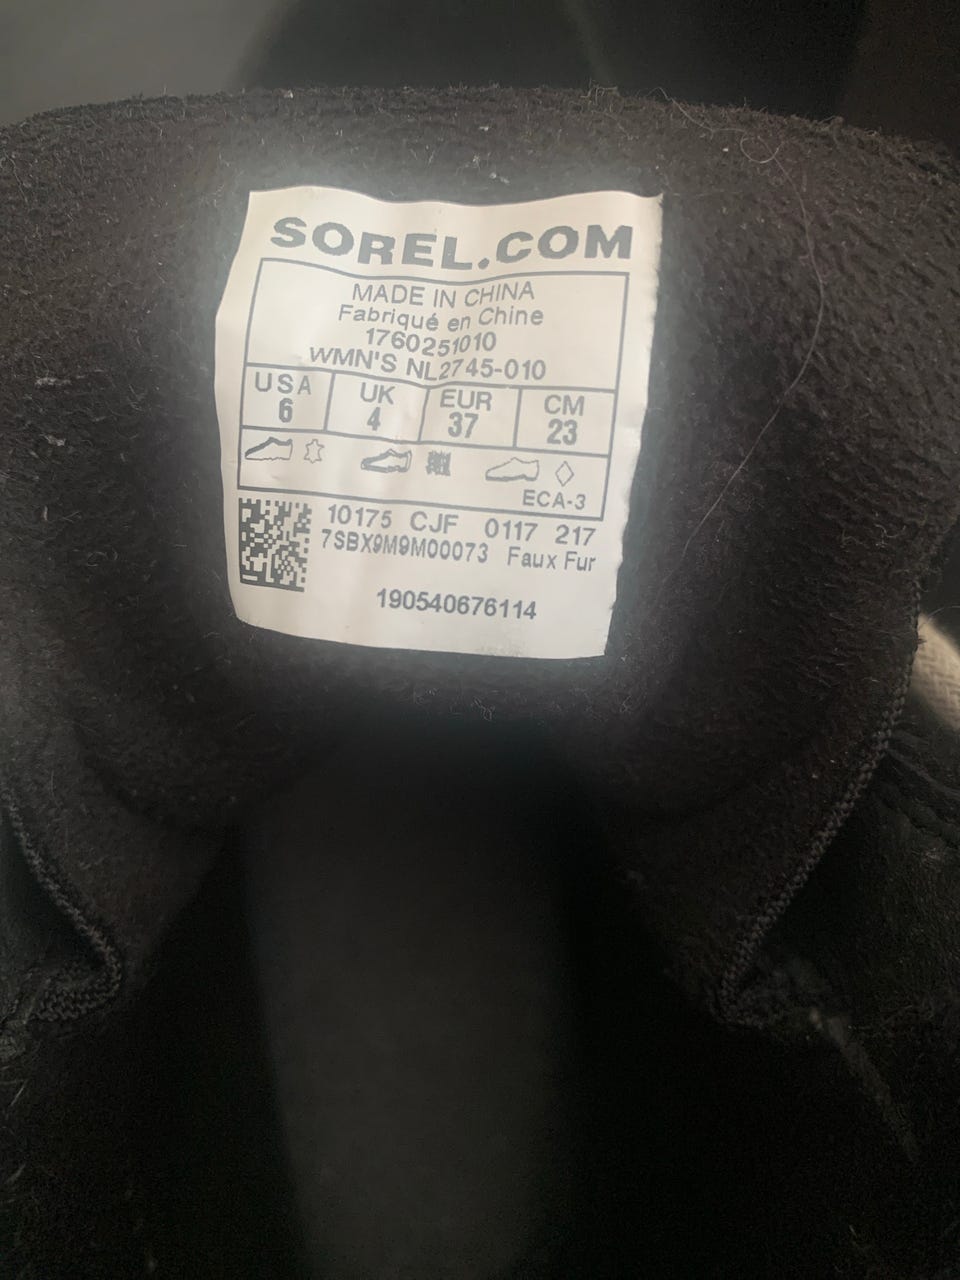 SOREL.COM
MADE IN CHINA
Fabriqué en Chine
1760251010
WMN'S NL2745-010
USA UK EUR CM
6 4 37 23
ECA-3
10175 CJF 0117 217
7SBX9M9M00073 Faux Fur
190540676114